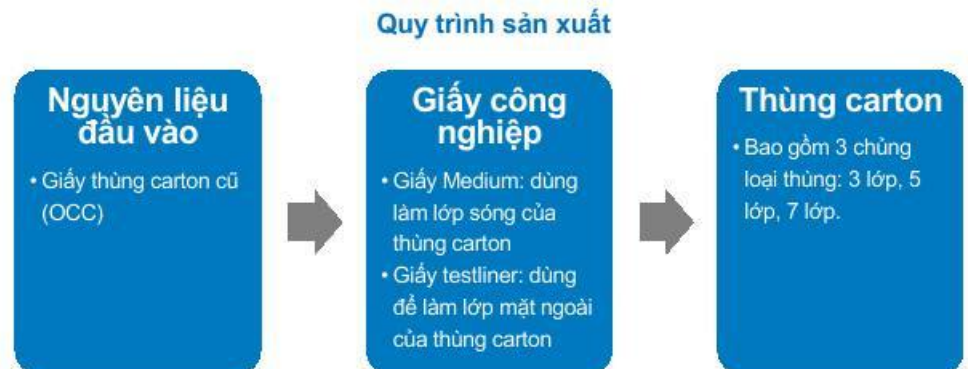 Quy trình sản xuất
Nguyên liệu
đầu vào
• Giấy thùng carton cũ
(OCC)
Giấy công
nghiệp
• Giấy Medium: dùng
làm lớp sóng của
thùng carton
• Giấy testliner: dùng
để làm lớp mặt ngoài
của thùng carton
Thùng carton
• Bao gồm 3 chủng
loại thùng: 3 lớp, 5
lớp, 7 lớp.